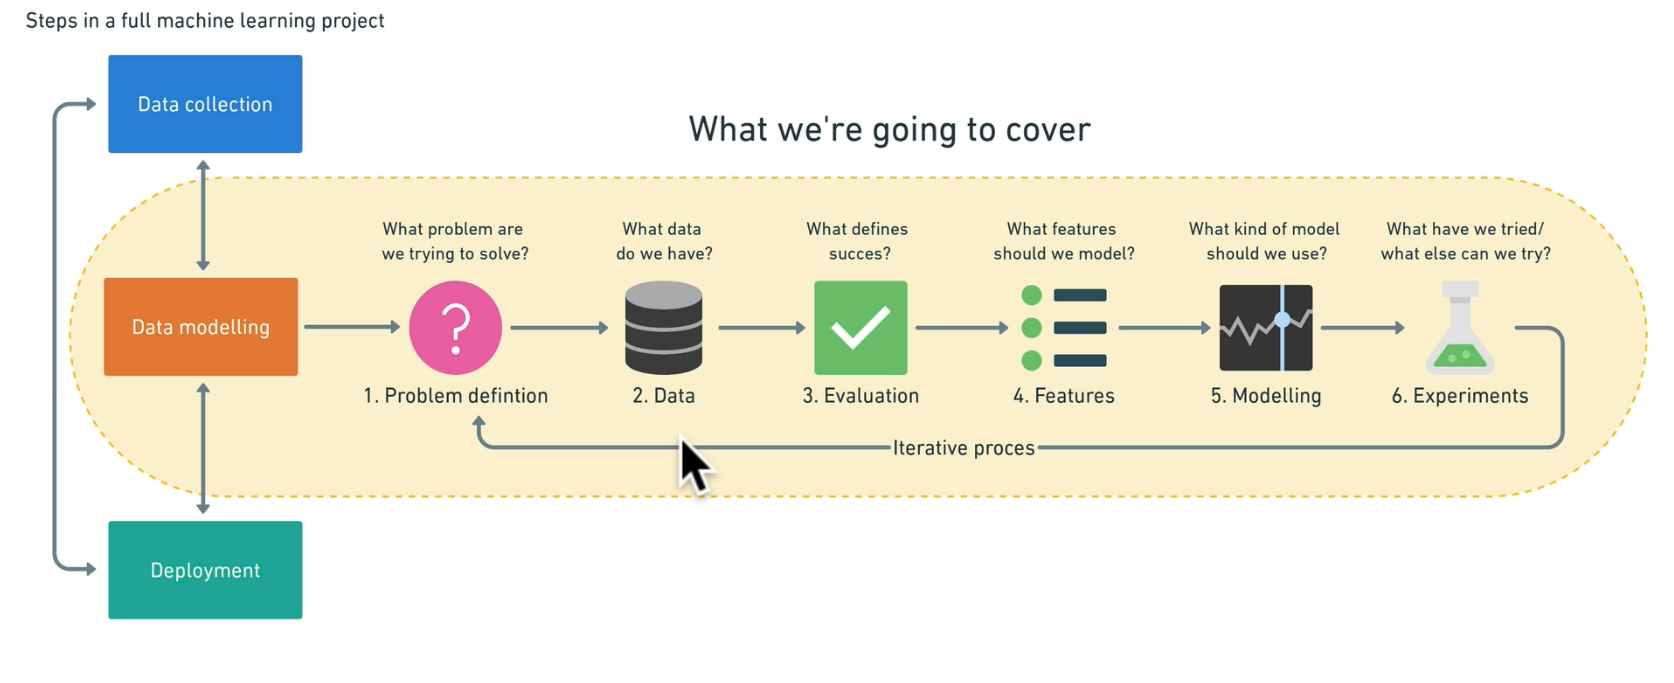 Steps in a full machine learning project
Data collection
What we're going to cover
What problem are
we trying to solve?
What data
do we have?
What defines
succes?
What features
should we model?
What kind of model
should we use?
What have we tried/
what else can we try?
Data modelling
?
1. Problem defintion
2. Data
3. Evaluation
4. Features
5. Modelling
6. Experiments
Iterative proces
Deployment